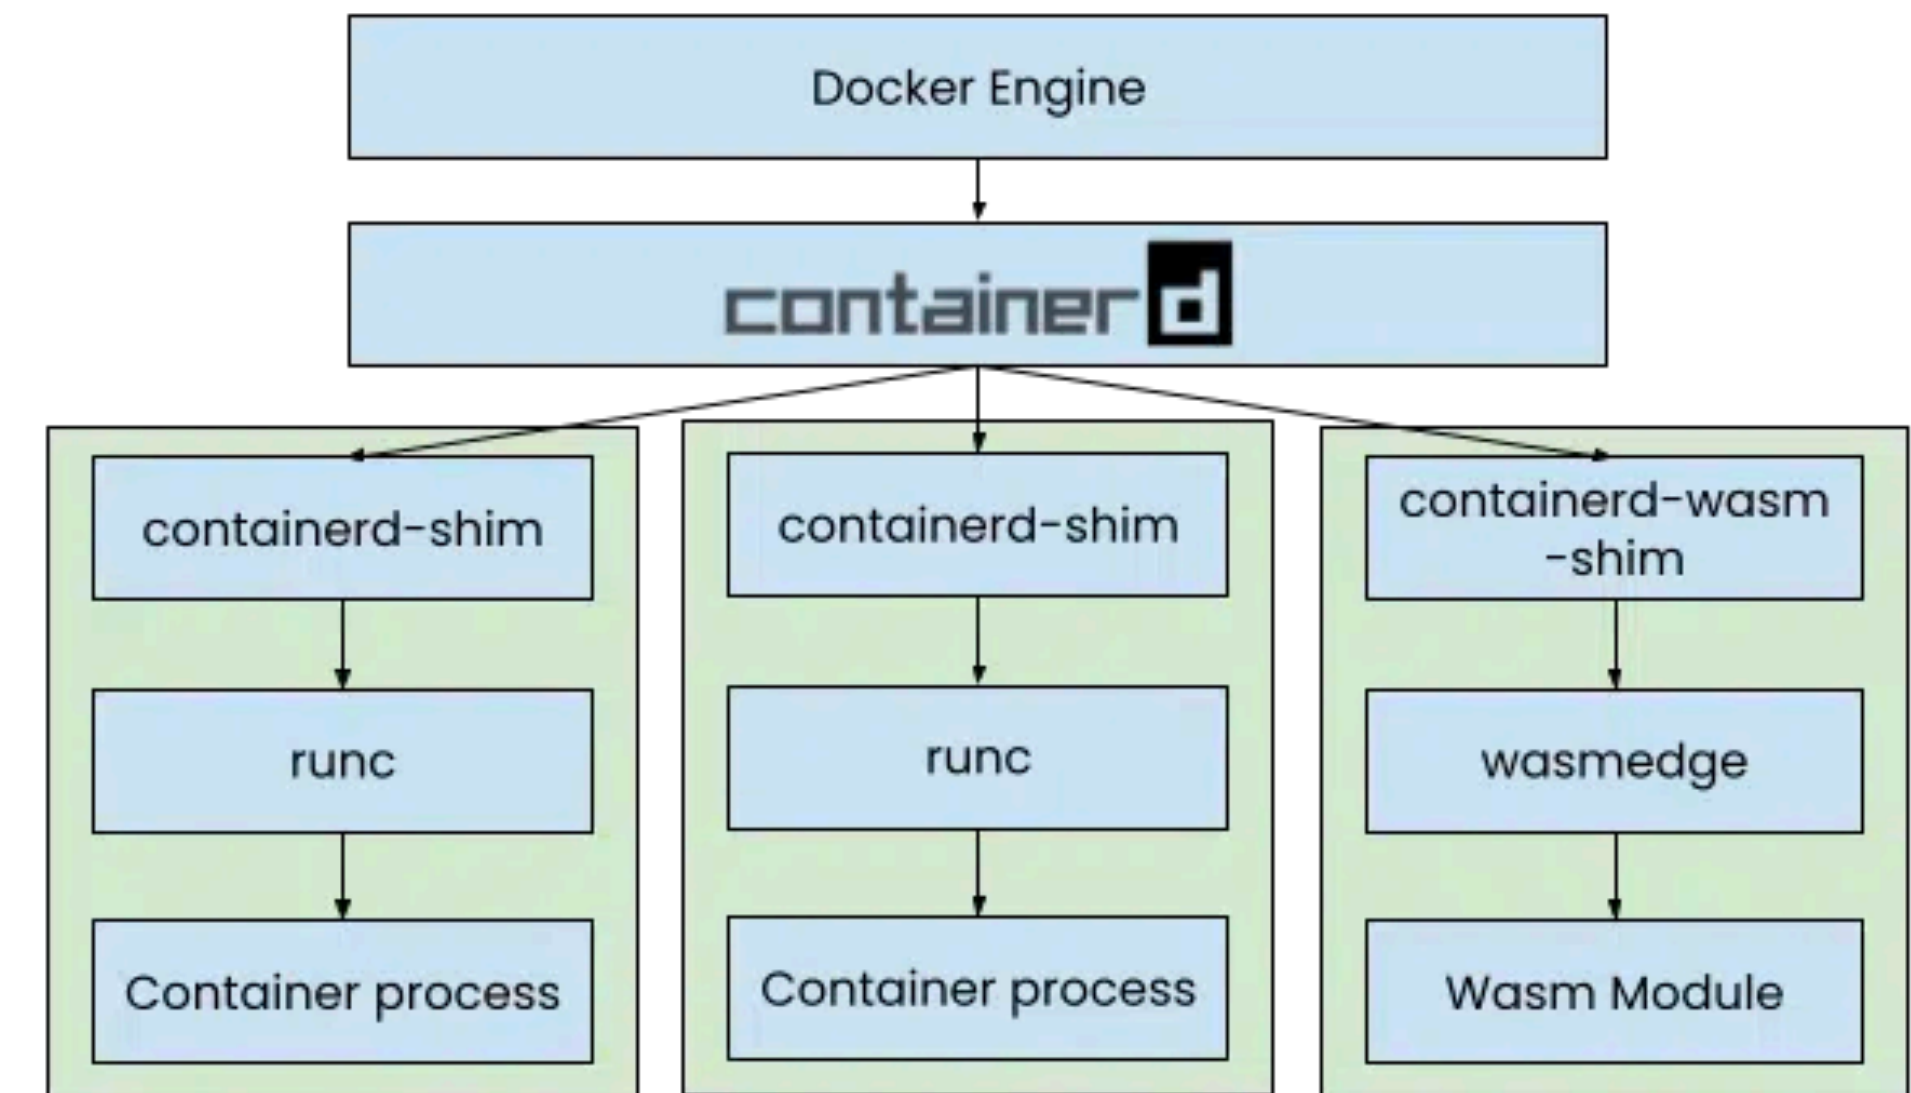 Docker Engine
containerd
containerd-shim
containerd-shim
containerd-wasm
-shim
runc
runc
wasmedge
Container process
Container process
Wasm Module